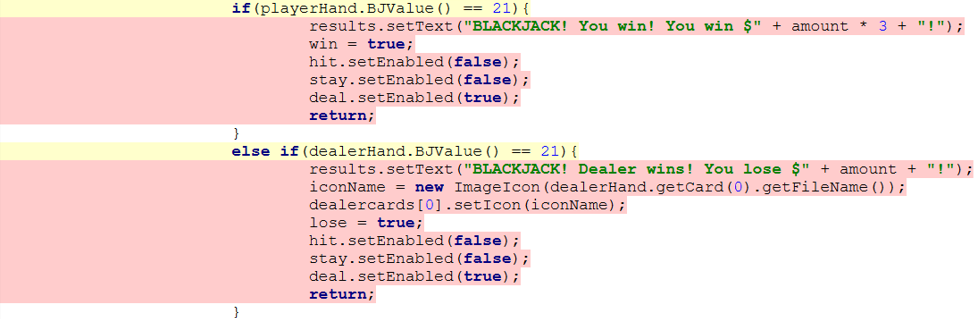 if(playerHand.BJValue() == 21){
results.setText("BLACKJACK! You win! You win $" + amount * 3 + "!");
win = true;
hit.setEnabled(false);
stay.setEnabled(false);
deal.setEnabled(true);
return;
}
else if(dealerHand.BJValue() == 21){
results.setText("BLACKJACK! Dealer wins! You lose $" + amount + "!");
iconName = new ImageIcon(dealerHand.getCard(0).getFileName());
dealercards[0].setIcon(iconName);
lose = true;
hit.setEnabled(false);
stay.setEnabled(false);
deal.setEnabled(true);
return;
}